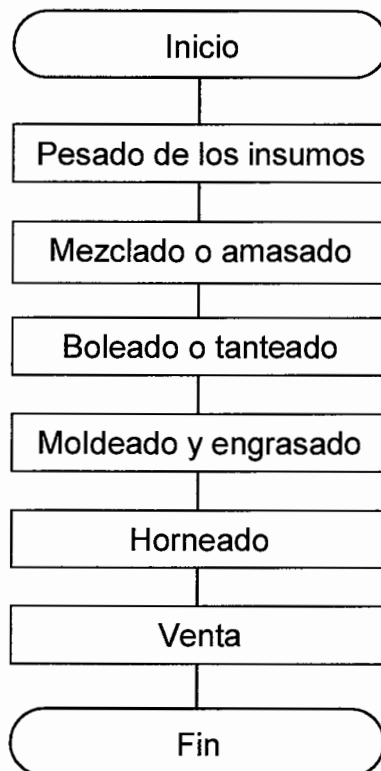 Inicio
Pesado de los insumos
Mezclado o amasado
Boleado o tanteado
Moldeado y engrasado
Horneado
Venta
Fin